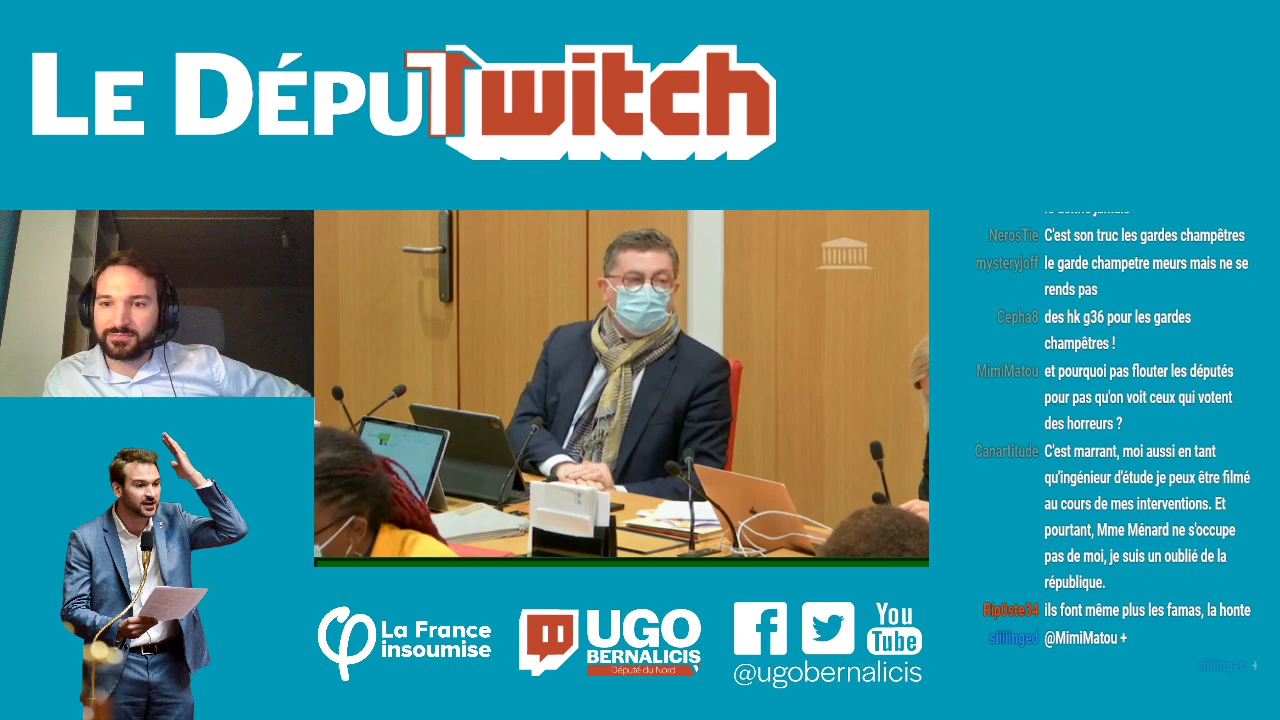 LE DÉPUTwitch
NerosTie C'est son truc les gardes champêtres
mysteryjoff le garde champetre meurs mais ne se
rends pas
Cepha8 des hk g36 pour les gardes
champêtres !
MimiMatou et pourquoi pas flouter les députés
pour pas qu'on voit ceux qui votent
des horreurs ?
Canartitude C'est marrant, moi aussi en tant
qu'ingénieur d'étude je peux être filmé
au cours de mes interventions. Et
pourtant, Mme Ménard ne s'occupe
pas de moi, je suis un oublié de la
république.
RipOste34 ils font même plus les famas, la honte
@MimiMatou +
La France
insoumise
UGO
BERNALICIS
Député du Nord
You
Tube
@ugobernalicis